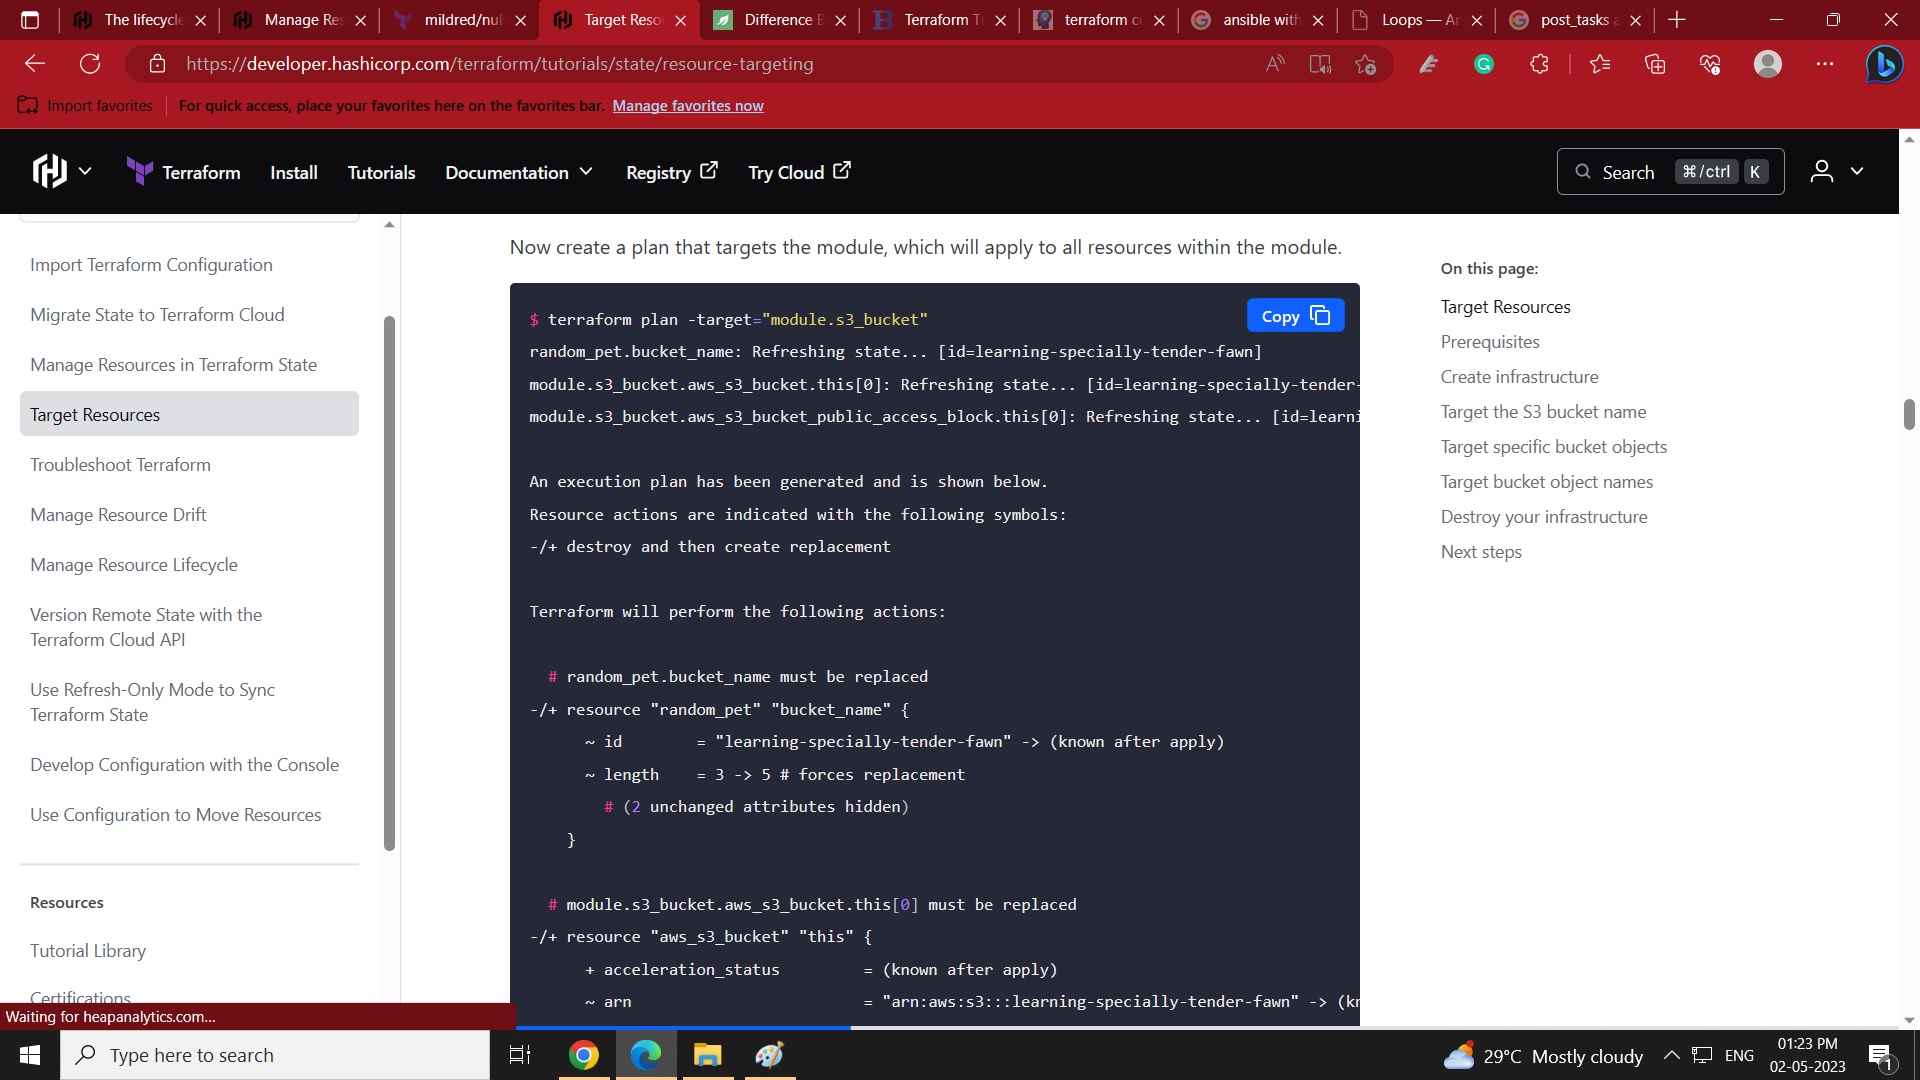 The lifecycle
Manage Res
mildred/null
Target Reso
Difference B
Terraform T
terraform c
ansible with
Loops — A
post_tasks a
https://developer.hashicorp.com/terraform/tutorials/state/resource-targeting
Import favorites
For quick access, place your favorites here on the favorites bar. Manage favorites now
Terraform
Install
Tutorials
Documentation
Registry
Try Cloud
Search
⌘/ctrl
K
Import Terraform Configuration
Migrate State to Terraform Cloud
Manage Resources in Terraform State
Target Resources
Troubleshoot Terraform
Manage Resource Drift
Manage Resource Lifecycle
Version Remote State with the
Terraform Cloud API
Use Refresh-Only Mode to Sync
Terraform State
Develop Configuration with the Console
Use Configuration to Move Resources
Resources
Tutorial Library
Certifications
Now create a plan that targets the module, which will apply to all resources within the module.
Copy
$ terraform plan -target="module.s3_bucket"
random_pet.bucket_name: Refreshing state... [id=learning-specially-tender-fawn]
module.s3_bucket.aws_s3_bucket.this[0]: Refreshing state... [id=learning-specially-tender-
module.s3_bucket.aws_s3_bucket_public_access_block.this[0]: Refreshing state... [id=learni
An execution plan has been generated and is shown below.
Resource actions are indicated with the following symbols:
-/+ destroy and then create replacement
Terraform will perform the following actions:
# random_pet.bucket_name must be replaced
-/+ resource "random_pet" "bucket_name" {
~ id = "learning-specially-tender-fawn" -> (known after apply)
~ length = 3 -> 5 # forces replacement
# (2 unchanged attributes hidden)
}
# module.s3_bucket.aws_s3_bucket.this[0] must be replaced
-/+ resource "aws_s3_bucket" "this" {
+ acceleration_status = (known after apply)
~ arn = "arn:aws:s3:::learning-specially-tender-fawn" -> (kr
On this page:
Target Resources
Prerequisites
Create infrastructure
Target the S3 bucket name
Target specific bucket objects
Target bucket object names
Destroy your infrastructure
Next steps
Waiting for heapanalytics.com...
Type here to search
29°C Mostly cloudy
ENG
01:23 PM
02-05-2023
1